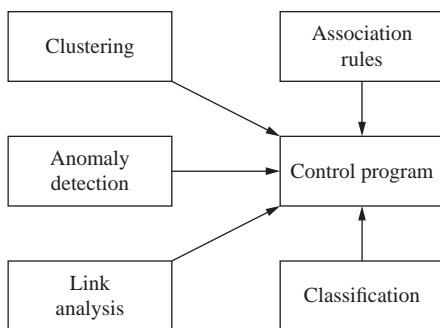 Clustering
Association
rules
Anomaly
detection
Control program
Link
analysis
Classification